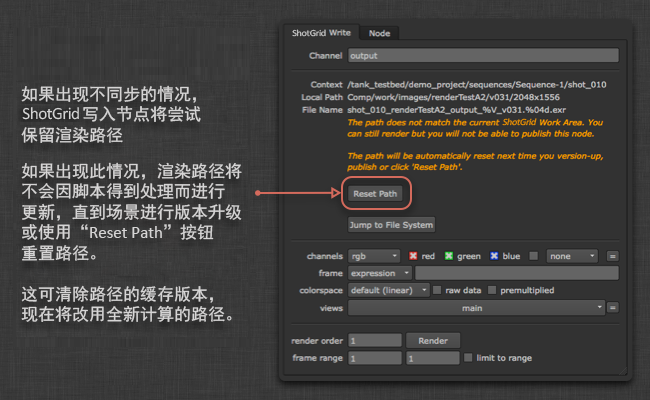 如果出现不同步的情况，
ShotGrid 写入节点将尝试
保留渲染路径
如果出现此情况，渲染路径将
不会因脚本得到处理而进行
更新，直到场景进行版本升级
或使用“Reset Path”按钮
重置路径。
这可清除路径的缓存版本，
现在将改用全新计算的路径。
ShotGrid Write Node
Channel output
Context /tank_testbed/demo_project/sequences/Sequence-1/shot_010
Local Path Comp/work/images/renderTestA2/v031/2048x1556
File Name shot_010_renderTestA2_output_%V_v031.%04d.exr
The path does not match the current ShotGrid Work Area. You
can still render but you will not be able to publish this node.
The path will be automatically reset next time you version-up,
publish or click 'Reset Path'.
Reset Path
Jump to File System
channels rgb red green blue none =
frame expression
colorspace default (linear) raw data premultiplied
views main =
render order 1 Render
frame range 1 1 limit to range